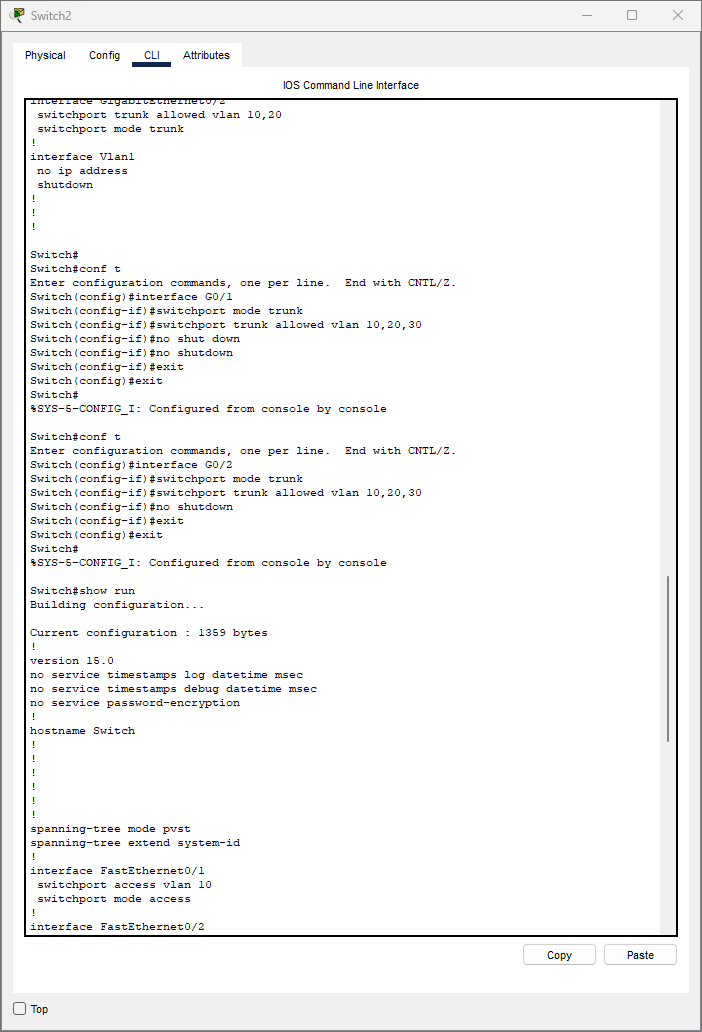 Switch2
Physical Config CLI Attributes
IOS Command Line Interface
interface GigabitEthernet0/2
 switchport trunk allowed vlan 10,20
 switchport mode trunk
!
interface Vlan1
 no ip address
 shutdown
!
!
!

Switch#
Switch#conf t
Enter configuration commands, one per line.  End with CNTL/Z.
Switch(config)#interface G0/1
Switch(config-if)#switchport mode trunk
Switch(config-if)#switchport trunk allowed vlan 10,20,30
Switch(config-if)#no shut down
Switch(config-if)#no shutdown
Switch(config-if)#exit
Switch(config)#exit
Switch#
%SYS-5-CONFIG_I: Configured from console by console

Switch#conf t
Enter configuration commands, one per line.  End with CNTL/Z.
Switch(config)#interface G0/2
Switch(config-if)#switchport mode trunk
Switch(config-if)#switchport trunk allowed vlan 10,20,30
Switch(config-if)#no shutdown
Switch(config-if)#exit
Switch(config)#exit
Switch#
%SYS-5-CONFIG_I: Configured from console by console

Switch#show run
Building configuration...

Current configuration : 1359 bytes
!
version 15.0
no service timestamps log datetime msec
no service timestamps debug datetime msec
no service password-encryption
!
hostname Switch
!
!
!
!
!
!
spanning-tree mode pvst
spanning-tree extend system-id
!
interface FastEthernet0/1
 switchport access vlan 10
 switchport mode access
!
interface FastEthernet0/2
Copy Paste
Top